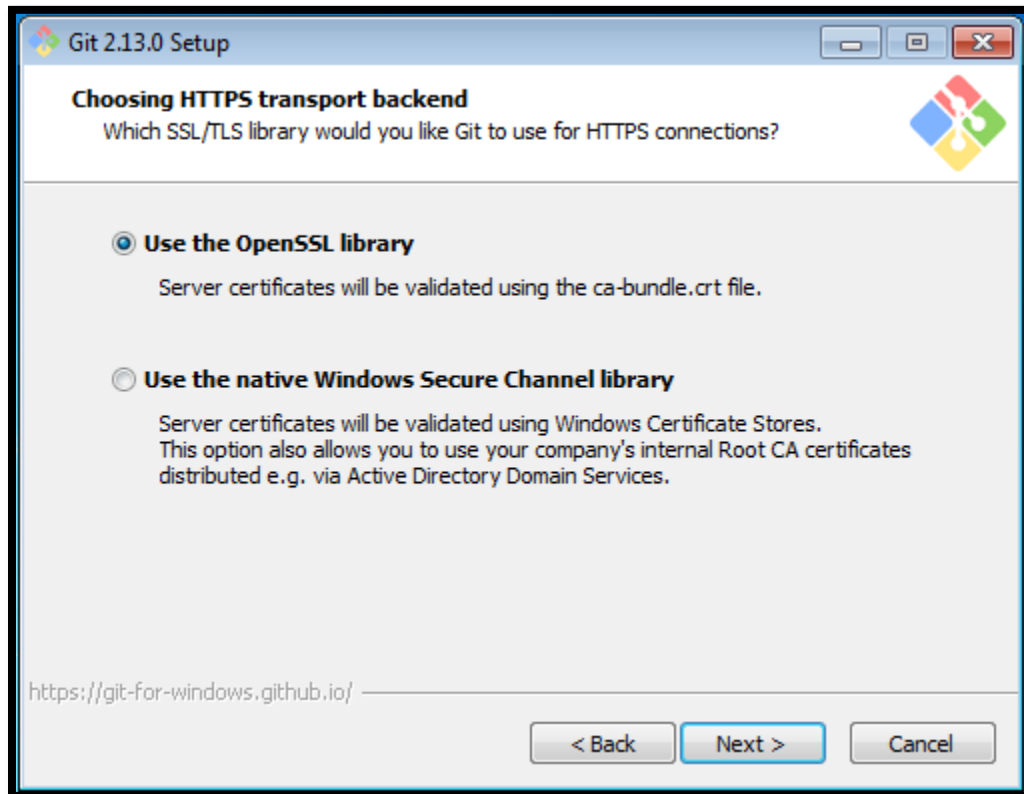 Git 2.13.0 Setup
Choosing HTTPS transport backend
Which SSL/TLS library would you like Git to use for HTTPS connections?
Use the OpenSSL library
Server certificates will be validated using the ca-bundle.crt file.
Use the native Windows Secure Channel library
Server certificates will be validated using Windows Certificate Stores.
This option also allows you to use your company's internal Root CA certificates
distributed e.g. via Active Directory Domain Services.
https://git-for-windows.github.io/
< Back Next > Cancel